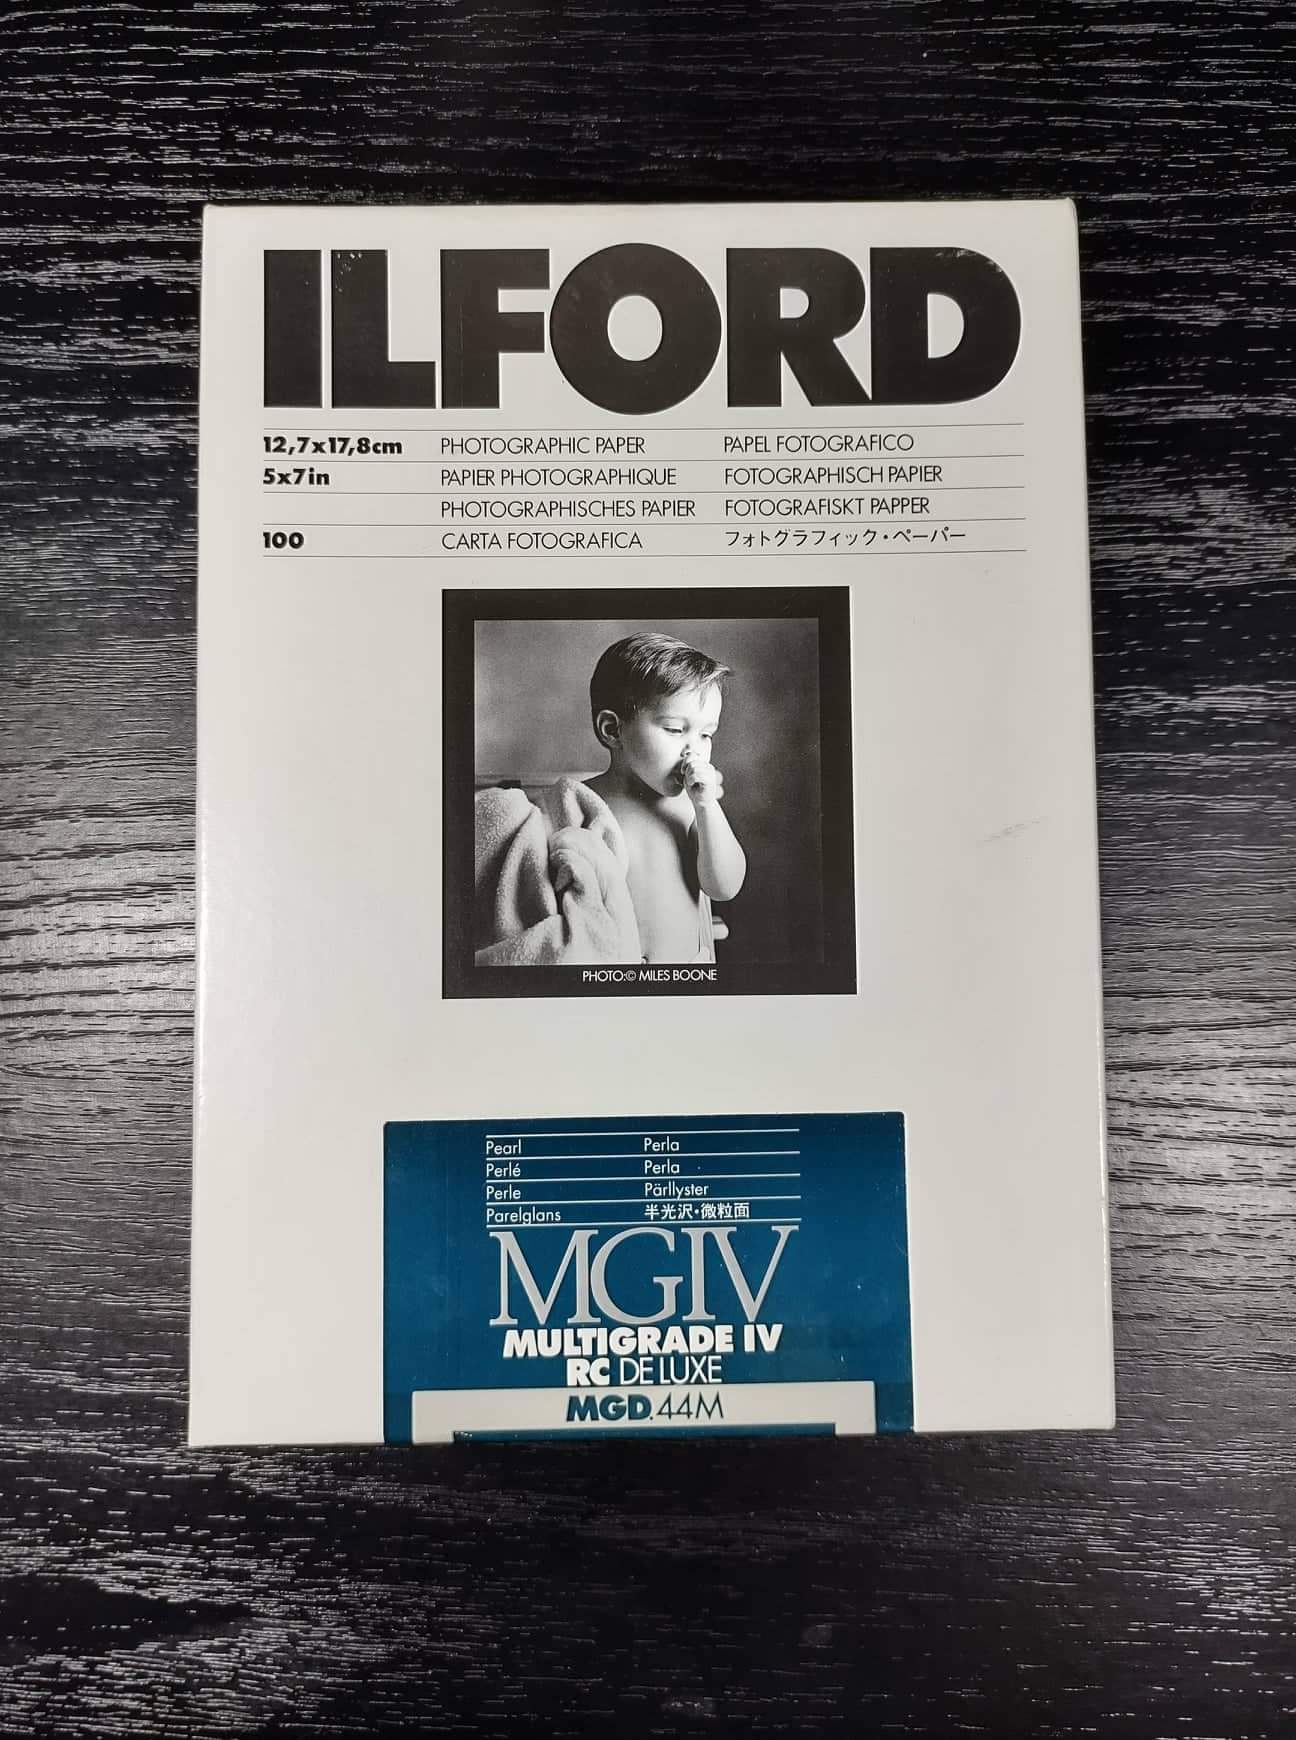 ILFORD
12,7x17,8cm PHOTOGRAPHIC PAPER PAPEL FOTOGRAFICO
5x7in PAPIER PHOTOGRAPHIQUE FOTOGRAPHISCH PAPIER
PHOTOGRAPHISCHES PAPIER FOTOGRAFISKT PAPPER
100 CARTA FOTOGRAFICA フォトグラフィック・ペーパー
PHOTO:© MILES BOONE
Pearl Perla
Perlé Perla
Perle Pärllyster
Parelglans 半光沢・微粒面
MGIV
MULTIGRADE IV
RC DE LUXE
MGD.44M